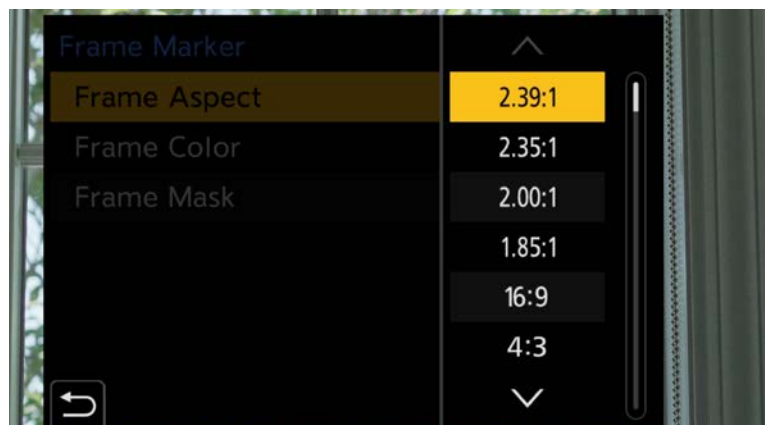 Frame Marker
Frame Aspect
Frame Color
Frame Mask
2.39:1
2.35:1
2.00:1
1.85:1
16:9
4:3